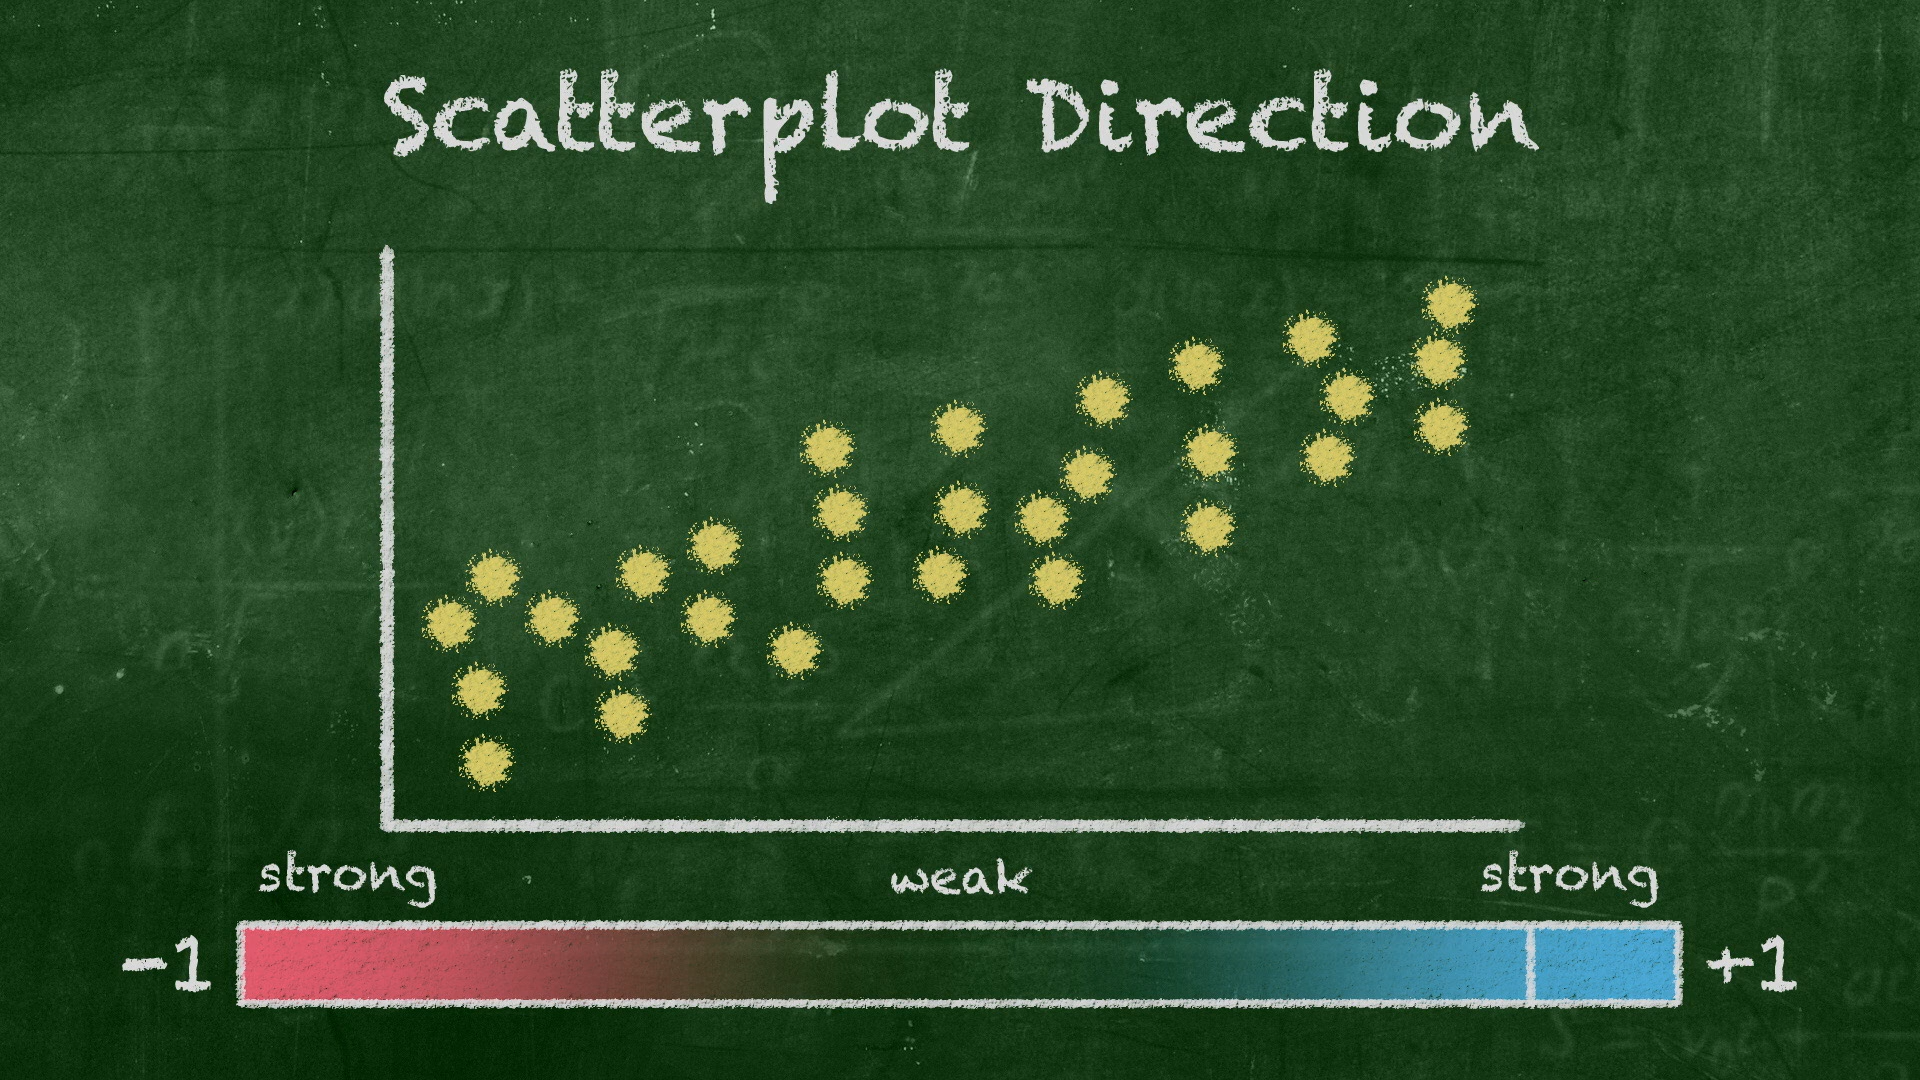 Scatterplot Direction
strong weak strong
-1 +1